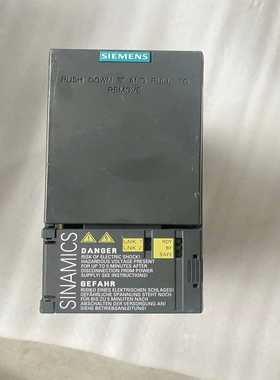 SIEMENS
PUSH DOWN AND PULL TO
REMOVE
SINAMICS
LNK 1
LNK 2
RDY
BF
SAFE
DANGER
RISK OF ELECTRIC SHOCK!
HAZARDOUS VOLTAGE PRESENT
FOR UP TO 5 MINUTES AFTER
DISCONNECTION FROM POWER
SUPPLY! SEE INSTRUCTIONS!
GEFAHR
RISIKO EINES ELEKTRISCHEN SCHLAGES!
GEFÄHRLICHE SPANNUNG STEHT NOCH
FÜR BIS ZU 5 MINUTEN NACH
ABSCHALTEN DER VERSORGUNG AN!
SIEHE BETRIEBSANLEITUNG!